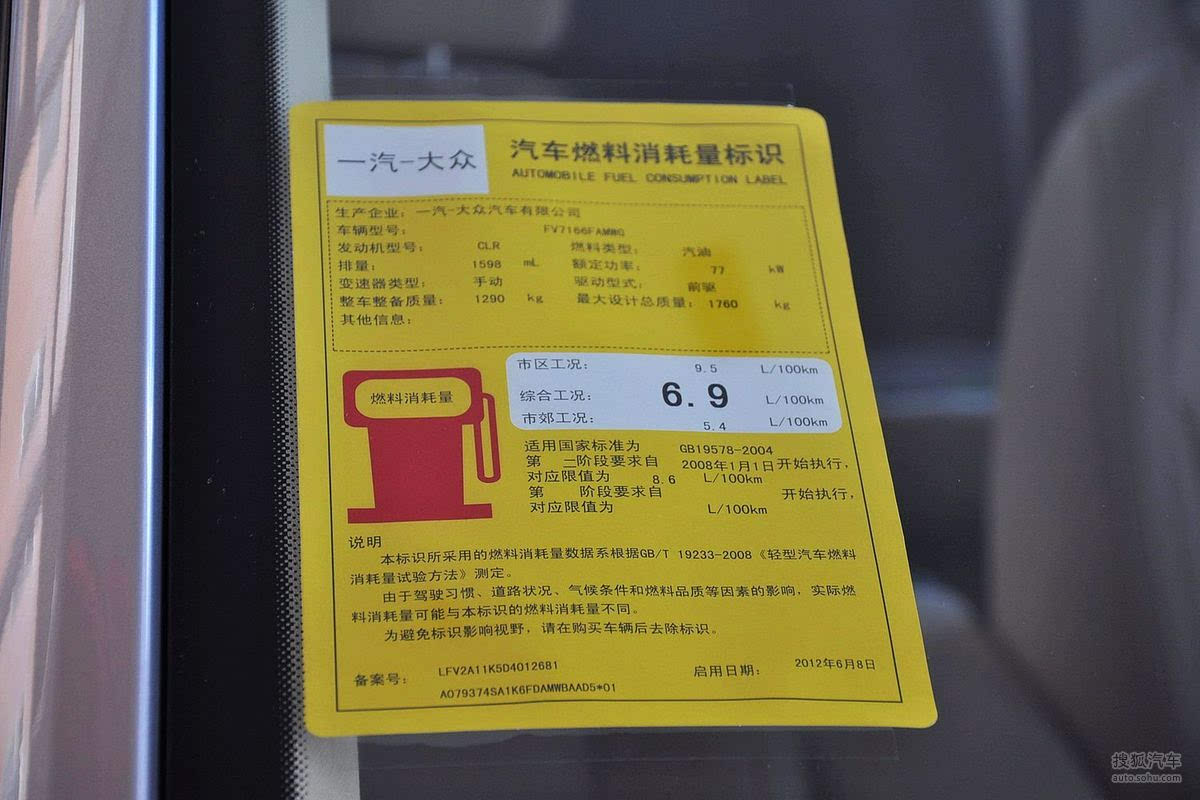 一汽-大众
汽车燃料消耗量标识
AUTOMOBILE FUEL CONSUMPTION LABEL
生产企业: 一汽-大众汽车有限公司
车辆型号: FV7166FAMWG
发动机型号: CLR 燃料类型: 汽油
排量: 1598 mL 额定功率: 77 kW
变速器类型: 手动 驱动型式: 前驱
整车整备质量: 1290 kg 最大设计总质量: 1760 kg
其他信息:
燃料消耗量
市区工况: 9.5 L/100km
综合工况: 6.9 L/100km
市郊工况: 5.4 L/100km
适用国家标准为 GB19578-2004
第 二阶段要求自 2008年1月1日开始执行,
对应限值为 8.6 L/100km
第 阶段要求自 开始执行,
对应限值为 L/100km
说明
本标识所采用的燃料消耗量数据系根据GB/T 19233-2008《轻型汽车燃料
消耗量试验方法》测定。
由于驾驶习惯、道路状况、气候条件和燃料品质等因素的影响,实际燃
料消耗量可能与本标识的燃料消耗量不同。
为避免标识影响视野,请在购买车辆后去除标识。
备案号: LFV2A11K5D4012681 启用日期: 2012年6月8日
A079374SA1K6FDAMWBAAD5*01
搜狐汽车
auto.sohu.com